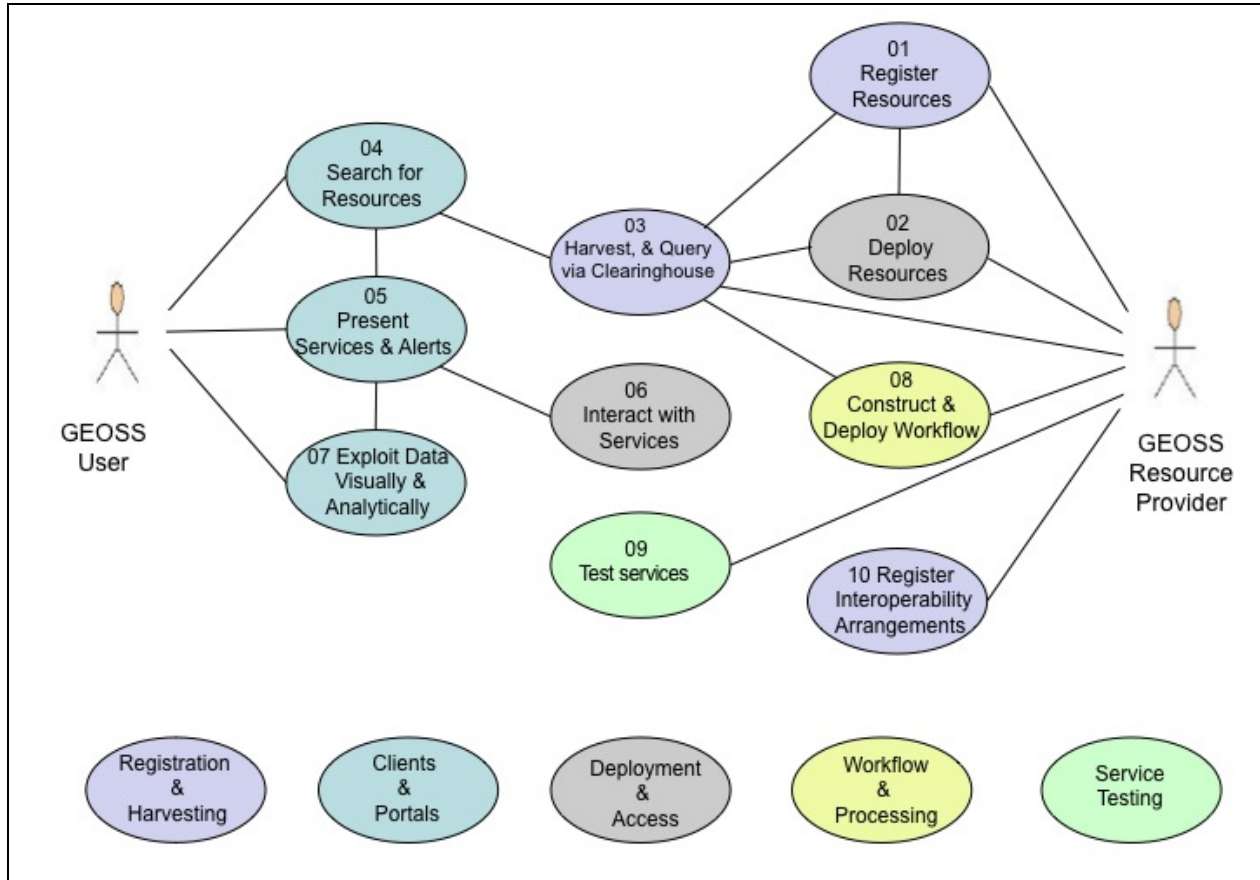 01
Register
Resources
04
Search for
Resources
03
Harvest, & Query
via Clearinghouse
02
Deploy
Resources
05
Present
Services & Alerts
06
Interact with
Services
08
Construct &
Deploy Workflow
GEOSS
User
GEOSS
Resource
Provider
07 Exploit Data
Visually &
Analytically
09
Test services
10 Register
Interoperability
Arrangements
Registration
&
Harvesting
Clients
&
Portals
Deployment
&
Access
Workflow
&
Processing
Service
Testing